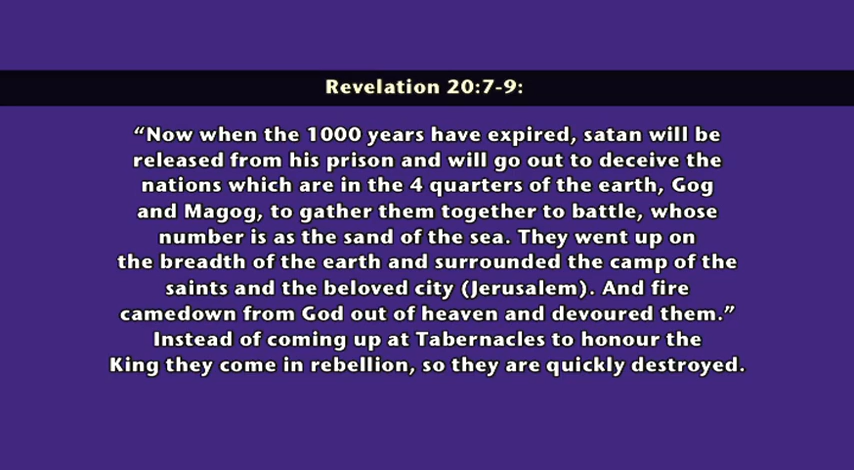 Revelation 20:7-9:
“Now when the 1000 years have expired, satan will be
released from his prison and will go out to deceive the
nations which are in the 4 quarters of the earth, Gog
and Magog, to gather them together to battle, whose
number is as the sand of the sea. They went up on
the breadth of the earth and surrounded the camp of the
saints and the beloved city (Jerusalem). And fire
camedown from God out of heaven and devoured them.”
Instead of coming up at Tabernacles to honour the
King they come in rebellion, so they are quickly destroyed.